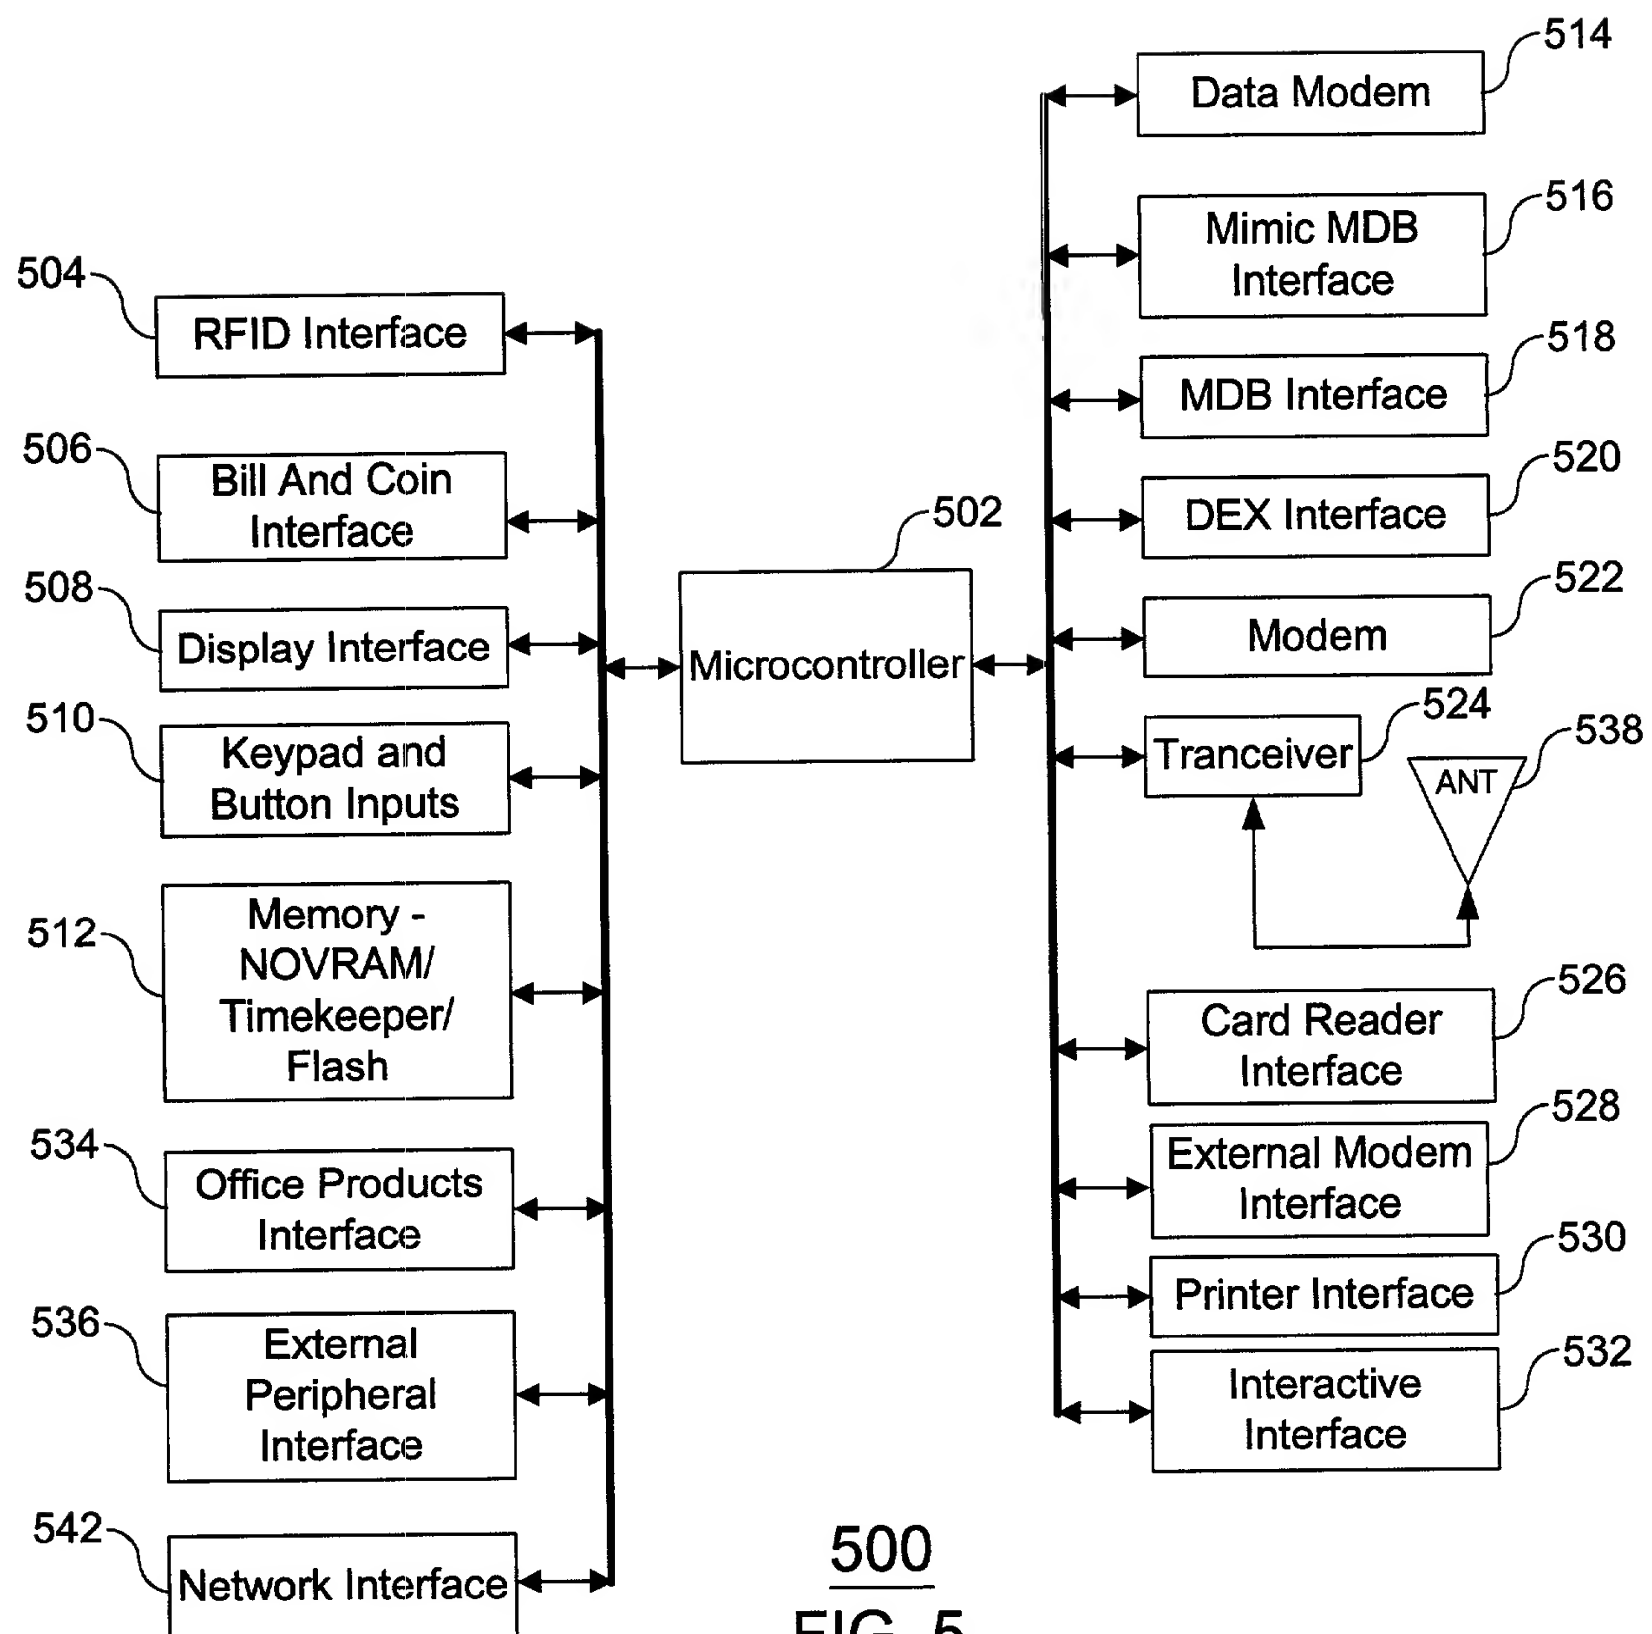 504
RFID Interface
506
Bill And Coin
Interface
508
Display Interface
510
Keypad and
Button Inputs
512
Memory -
NOVRAM/
Timekeeper/
Flash
534
Office Products
Interface
536
External
Peripheral
Interface
542
Network Interface
502
Microcontroller
514
Data Modem
516
Mimic MDB
Interface
518
MDB Interface
520
DEX Interface
522
Modem
524
Tranceiver
538
ANT
526
Card Reader
Interface
528
External Modem
Interface
530
Printer Interface
532
Interactive
Interface
500
FIG. 5